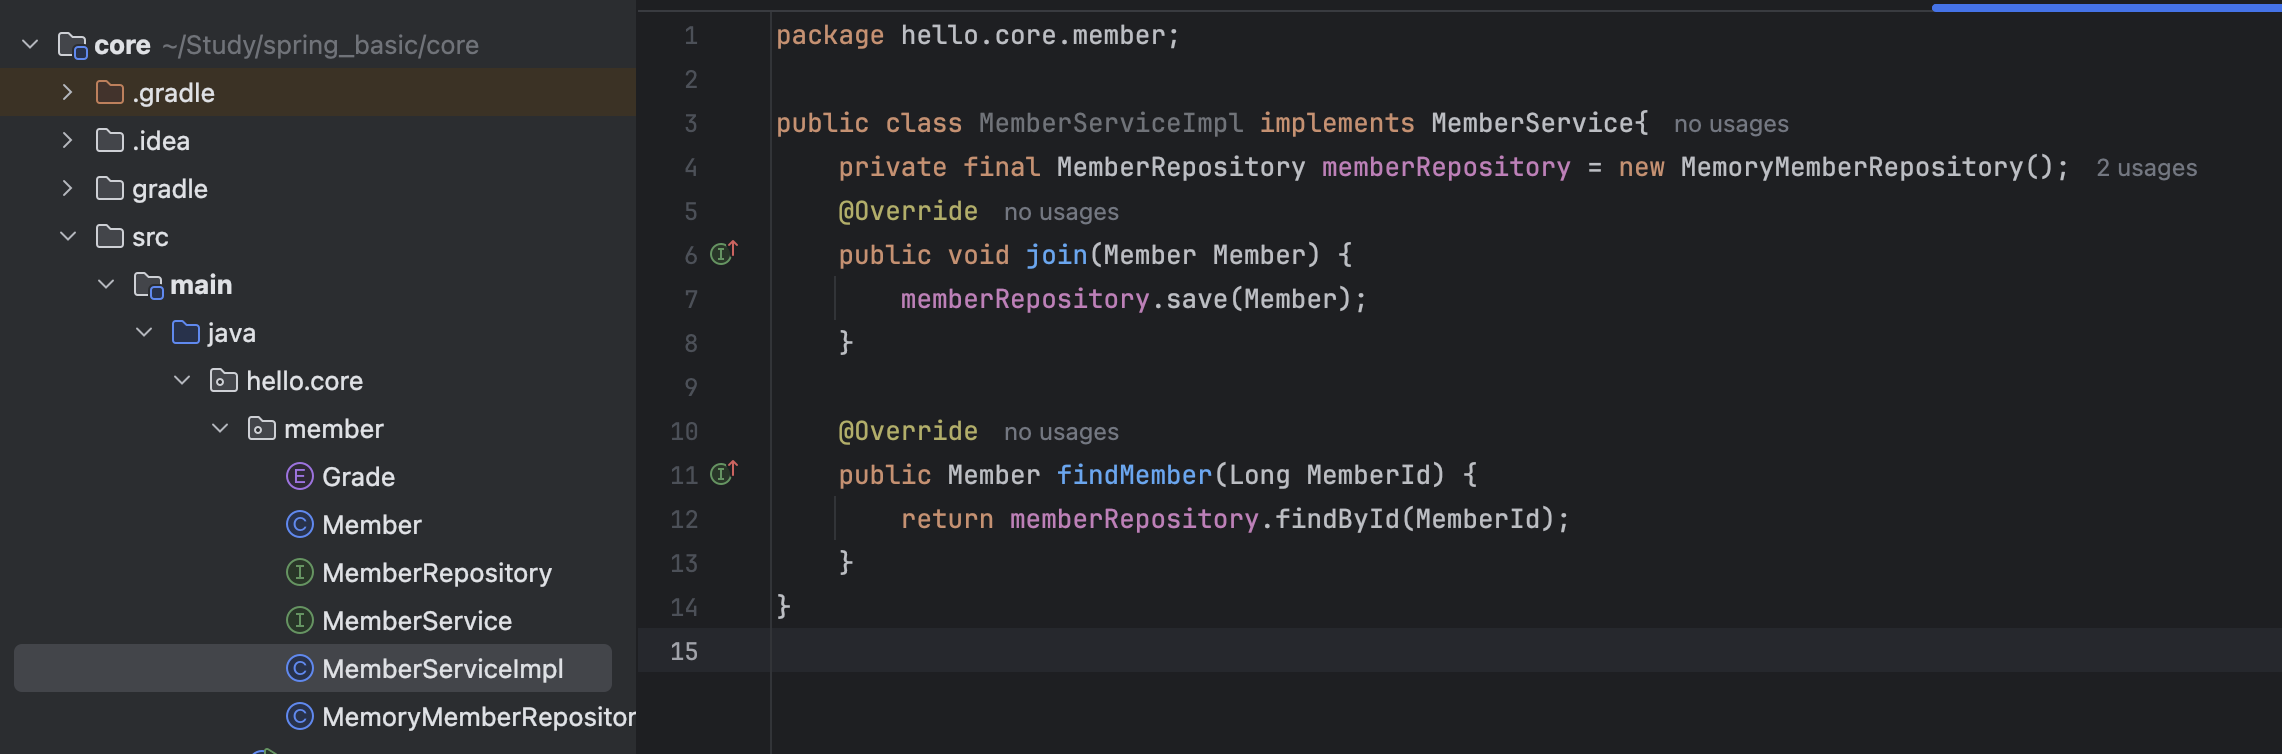 core ~/Study/spring_basic/core
.gradle
.idea
gradle
src
main
java
hello.core
member
E Grade
C Member
I MemberRepository
I MemberService
C MemberServiceImpl
C MemoryMemberRepositor
1 package hello.core.member;
2
3 public class MemberServiceImpl implements MemberService{ no usages
4 private final MemberRepository memberRepository = new MemoryMemberRepository(); 2 usages
5 @Override no usages
6 I public void join(Member Member) {
7 memberRepository.save(Member);
8 }
9
10 @Override no usages
11 I public Member findMember(Long MemberId) {
12 return memberRepository.findById(MemberId);
13 }
14 }
15